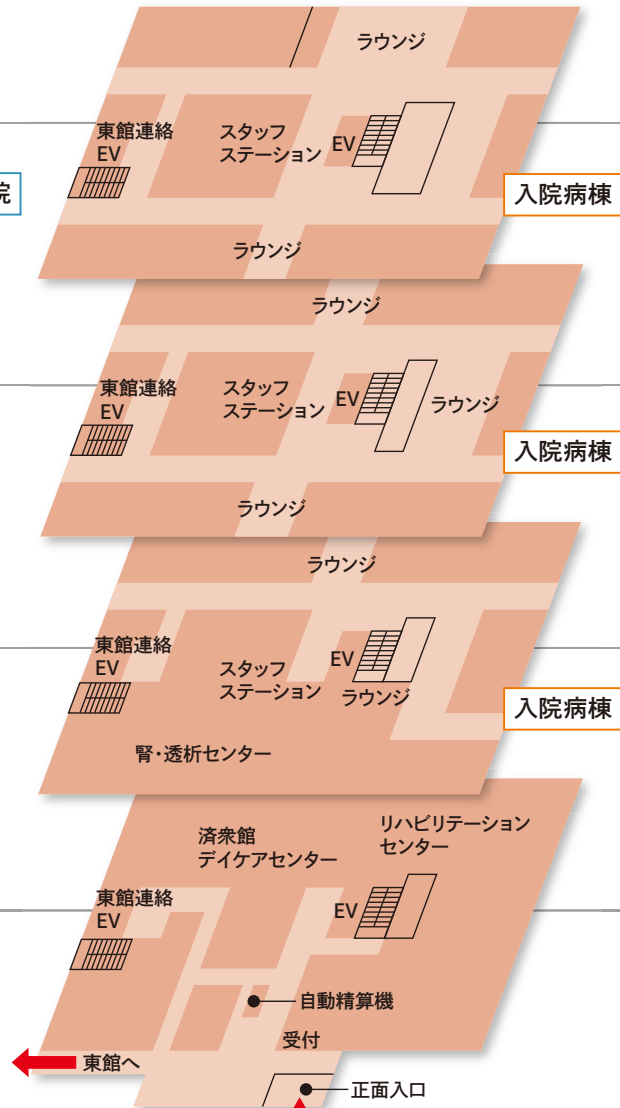 ラウンジ
東館連絡
EV
スタッフ
ステーション
EV
院
入院病棟
ラウンジ
ラウンジ
東館連絡
EV
スタッフ
ステーション
EV
ラウンジ
入院病棟
ラウンジ
ラウンジ
東館連絡
EV
スタッフ
ステーション
EV
ラウンジ
入院病棟
腎・透析センター
済衆館
デイケアセンター
リハビリテーション
センター
東館連絡
EV
EV
自動精算機
受付
東館へ
正面入口